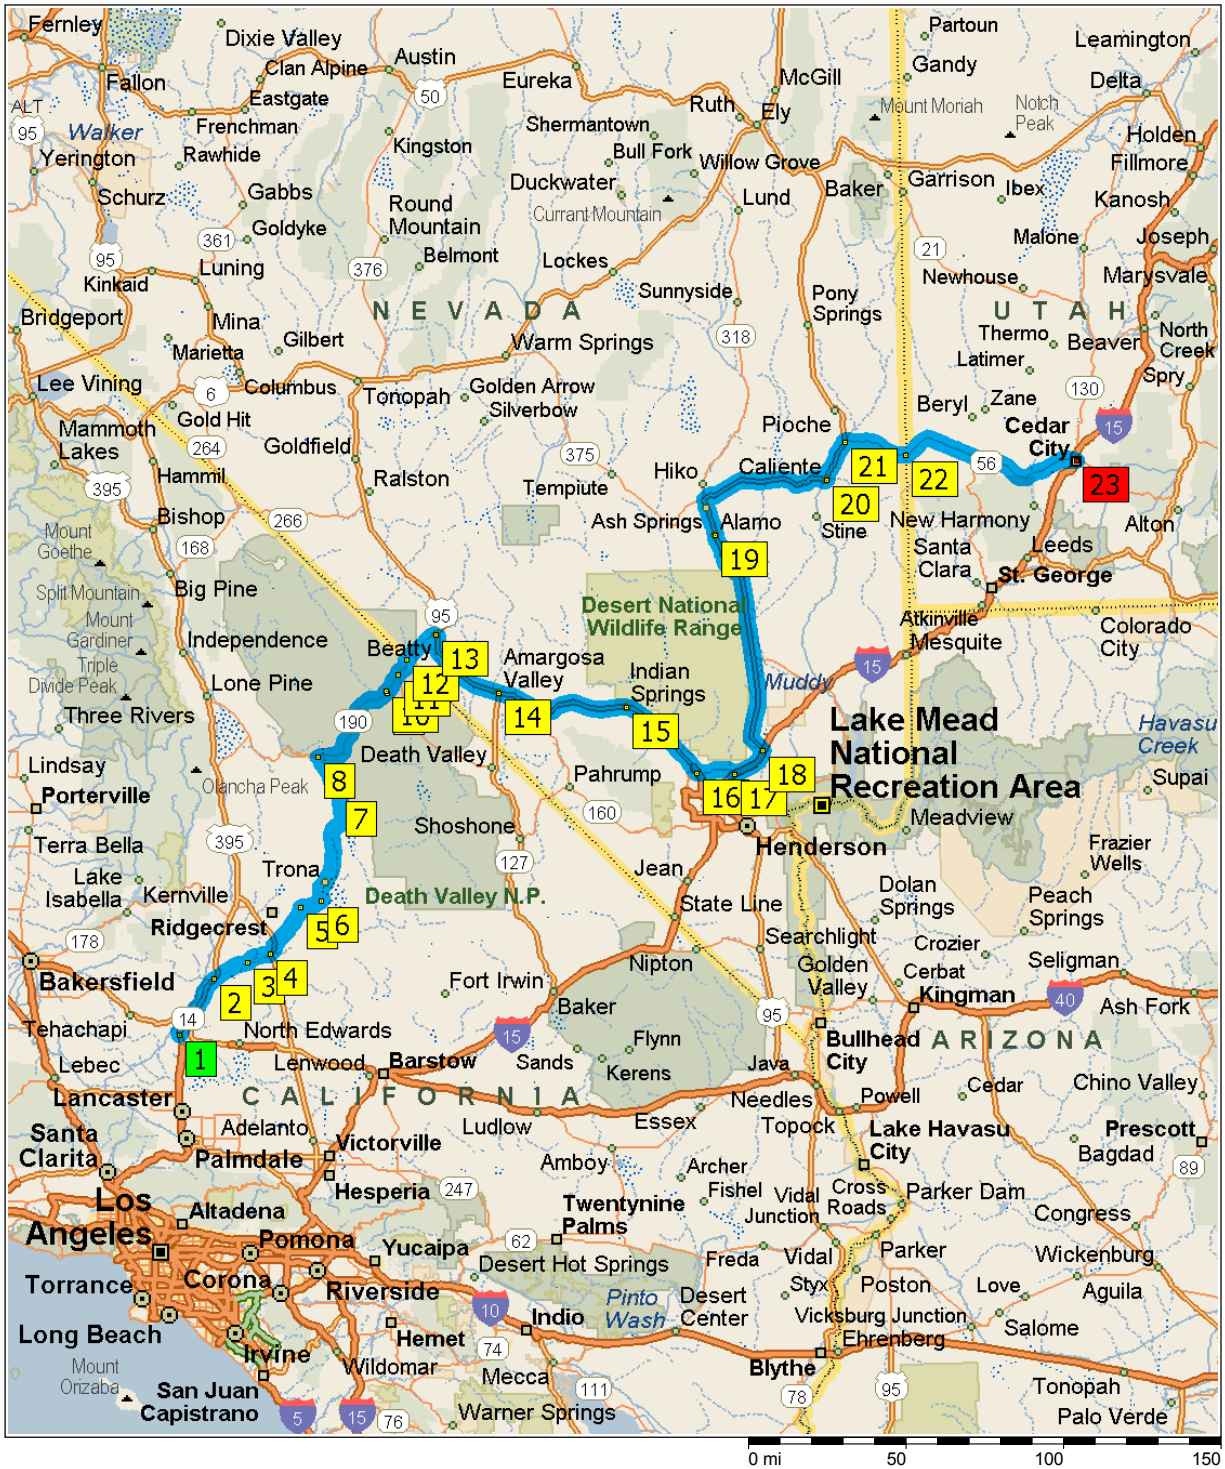 Fernley
Dixie Valley
Partoun
Leamington
Clan Alpine
Austin
Gandy
Fallon
Eureka
McGill
Delta
Eastgate
50
ALT
95
Walker
Frenchman
Ruth
Ely
Mount Moriah
Notch
Peak
Shermantown
Holden
Yerington
Rawhide
Kingston
Bull Fork
Willow Grove
Fillmore
Schurz
Gabbs
Duckwater
Baker
Garrison
Ibex
Kanosh
Round
Mountain
Currant Mountain
Lund
Goldyke
361
21
Malone
Joseph
95
Luning
376
Belmont
Lockes
Kinkaid
Sunnyside
Newhouse
Marysvale
Pony
Springs
NEVADA
UTAH
Bridgeport
Mina
Gilbert
318
Thermo
Beaver
North
Creek
Marietta
Warm Springs
Latimer
Spry
Lee Vining
6
Columbus
Tonopah
Golden Arrow
Silverbow
130
Beryl
Zane
Gold Hit
Pioche
Cedar
City
15
Mammoth
Lakes
264
Goldfield
375
Hiko
Caliente
21
22
56
23
Hammil
395
Ralston
Tempiute
20
Bishop
266
Ash Springs
Alamo
Stine
New Harmony
Alton
Mount
Goethe
168
19
Santa
Clara
Leeds
Big Pine
St. George
Split Mountain
Desert National
Wildlife Range
Mount
Gardiner
95
Atkinville
Colorado
City
Independence
Beatty
Mesquite
Triple
Divide Peak
13
Amargosa
Valley
Indian
Springs
15
Muddy
Lone Pine
12
11
10
14
15
Three Rivers
190
Lake Mead
National
Recreation Area
Havasu
Creek
Lindsay
Death Valley
Olancha Peak
8
Pahrump
18
Supai
Porterville
16
17
160
Meadview
7
395
Shoshone
Terra Bella
Henderson
Frazier
Wells
127
Jean
Lake
Isabella
Kernville
Trona
Dolan
Springs
Peach
Springs
Death Valley N.P.
State Line
Ridgecrest
5
6
178
Searchlight
Crozier
Bakersfield
Nipton
Golden
Valley
Seligman
Cerbat
2
3
4
Fort Irwin
Kingman
40
Ash Fork
14
Baker
95
Tehachapi
North Edwards
15
Flynn
Bullhead
City
ARIZONA
1
Lebec
Lenwood
Barstow
Sands
Kerens
Java
Cedar
Chino Valley
CALIFORNIA
Lancaster
Needles
Powell
Adelanto
Ludlow
Essex
Topock
Lake Havasu
City
Prescott
Santa
Clarita
Victorville
Palmdale
Amboy
Bagdad
Archer
89
Hesperia
247
Fishel
Vidal
Junction
Cross
Roads
Parker Dam
Los
Angeles
Altadena
Twentynine
Palms
Congress
Pomona
62
Yucaipa
Freda
Vidal
Parker
Wickenburg
Desert Hot Springs
Torrance
Corona
Riverside
Styx
Poston
Love
Aguila
10
Pinto
Wash
Desert
Center
Indio
Vicksburg Junction
Salome
Long Beach
Hemet
Ehrenberg
74
Irvine
Wildomar
Blythe
Mount
Orizaba
Mecca
Tonopah
111
78
95
San Juan
Capistrano
5
15
76
Warner Springs
Palo Verde
0 mi
50
100
150